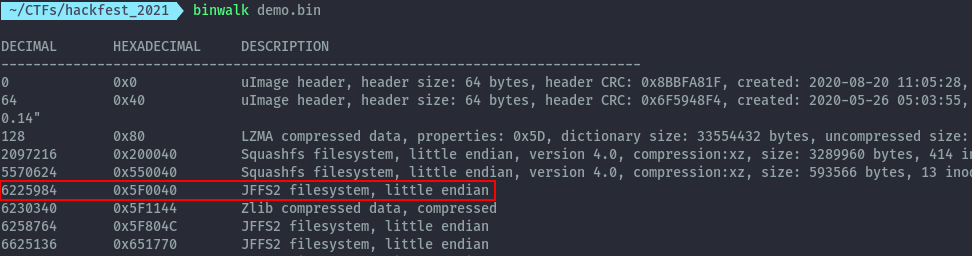 ~/CTFs/hackfest_2021 binwalk demo.bin
DECIMAL HEXADECIMAL DESCRIPTION
--------------------------------------------------------------------------------
0 0x0 uImage header, header size: 64 bytes, header CRC: 0x8BBFA81F, created: 2020-08-20 11:05:28,
64 0x40 uImage header, header size: 64 bytes, header CRC: 0x6F5948F4, created: 2020-05-26 05:03:55,
0.14"
128 0x80 LZMA compressed data, properties: 0x5D, dictionary size: 33554432 bytes, uncompressed size:
2097216 0x200040 Squashfs filesystem, little endian, version 4.0, compression:xz, size: 3289960 bytes, 414 i
5570624 0x550040 Squashfs filesystem, little endian, version 4.0, compression:xz, size: 593566 bytes, 13 inod
6225984 0x5F0040 JFFS2 filesystem, little endian
6230340 0x5F1144 Zlib compressed data, compressed
6258764 0x5F804C JFFS2 filesystem, little endian
6625136 0x651770 JFFS2 filesystem, little endian